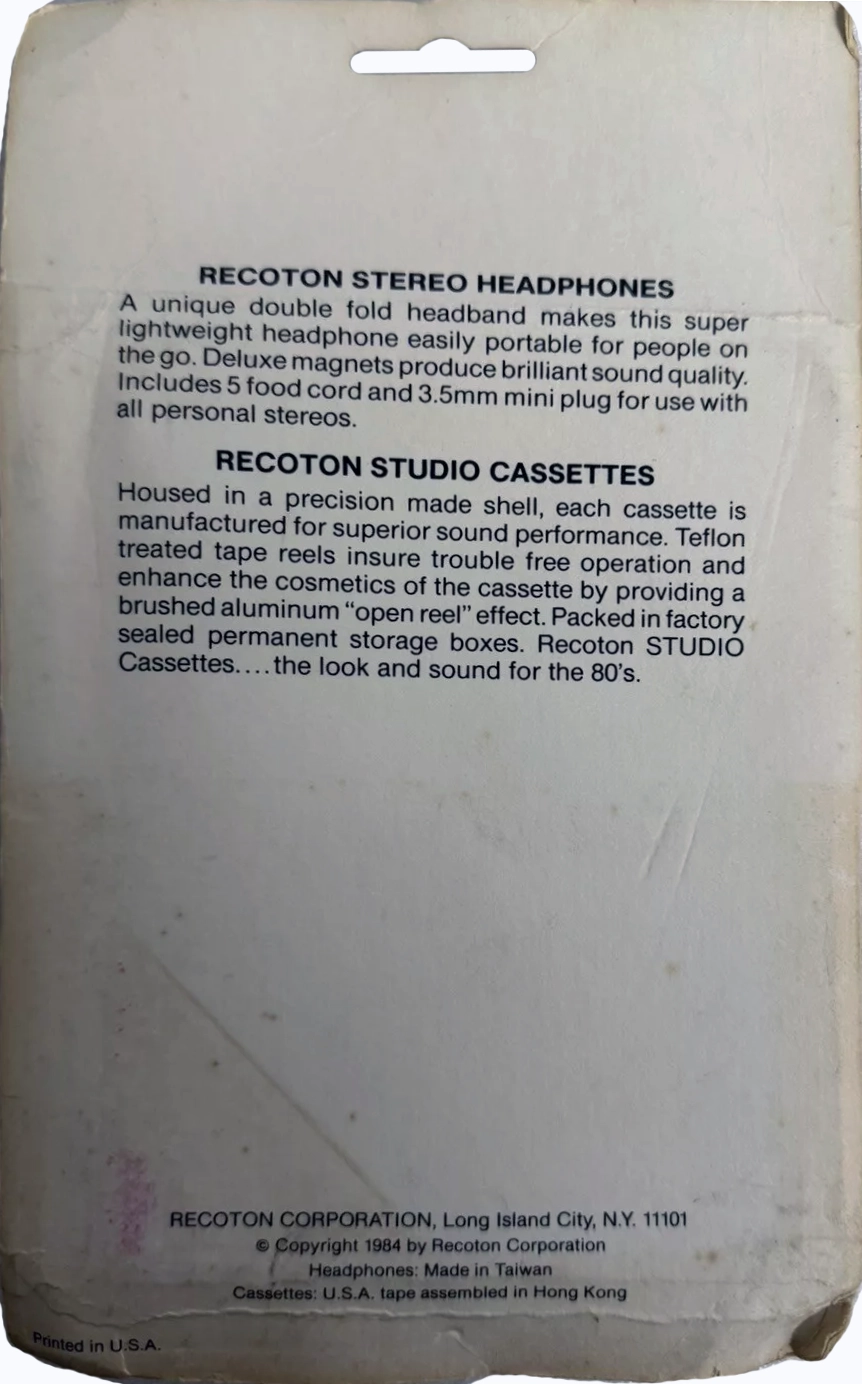 RECOTON STEREO HEADPHONES
A unique double fold headband makes this super
lightweight headphone easily portable for people on
the go. Deluxe magnets produce brilliant sound quality.
Includes 5 food cord and 3.5mm mini plug for use with
all personal stereos.
RECOTON STUDIO CASSETTES
Housed in a precision made shell, each cassette is
manufactured for superior sound performance. Teflon
treated tape reels insure trouble free operation and
enhance the cosmetics of the cassette by providing a
brushed aluminum “open reel” effect. Packed in factory
sealed permanent storage boxes. Recoton STUDIO
Cassettes....the look and sound for the 80’s.
RECOTON CORPORATION, Long Island City, N.Y. 11101
© Copyright 1984 by Recoton Corporation
Headphones: Made in Taiwan
Cassettes: U.S.A. tape assembled in Hong Kong
Printed in U.S.A.